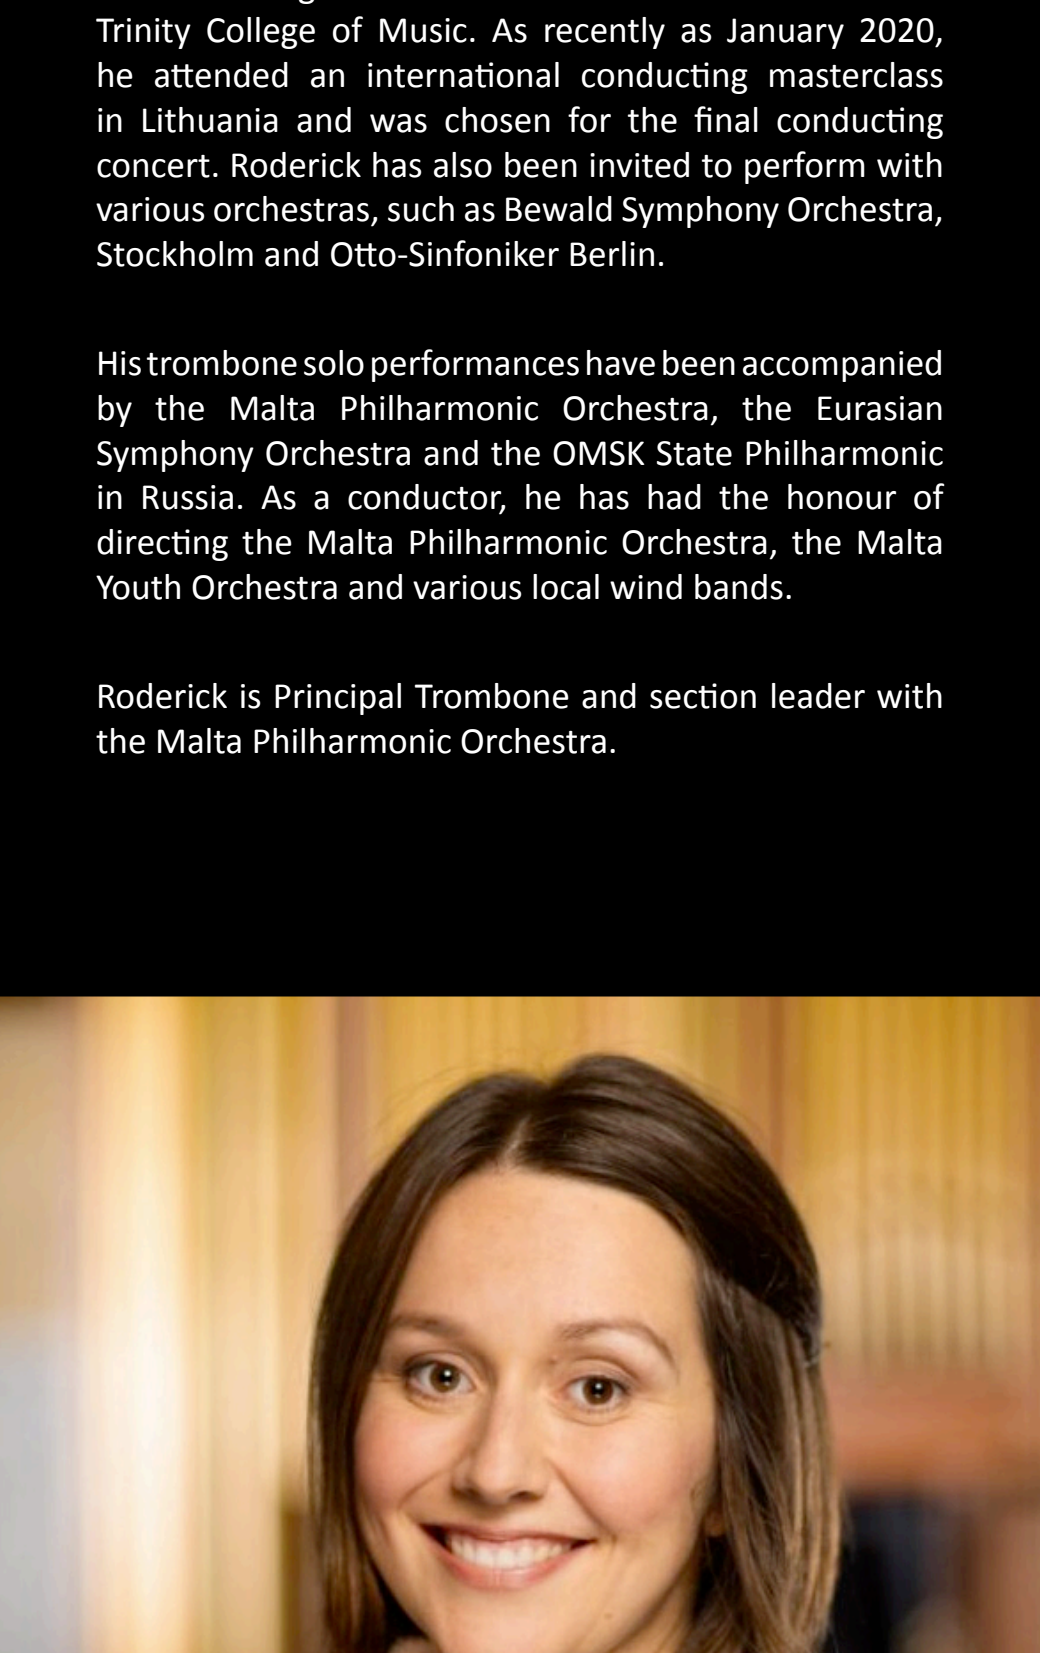 Trinity College of Music. As recently as January 2020,
he attended an international conducting masterclass
in Lithuania and was chosen for the final conducting
concert. Roderick has also been invited to perform with
various orchestras, such as Bewald Symphony Orchestra,
Stockholm and Otto-Sinfoniker Berlin.
His trombone solo performances have been accompanied
by the Malta Philharmonic Orchestra, the Eurasian
Symphony Orchestra and the OMSK State Philharmonic
in Russia. As a conductor, he has had the honour of
directing the Malta Philharmonic Orchestra, the Malta
Youth Orchestra and various local wind bands.
Roderick is Principal Trombone and section leader with
the Malta Philharmonic Orchestra.